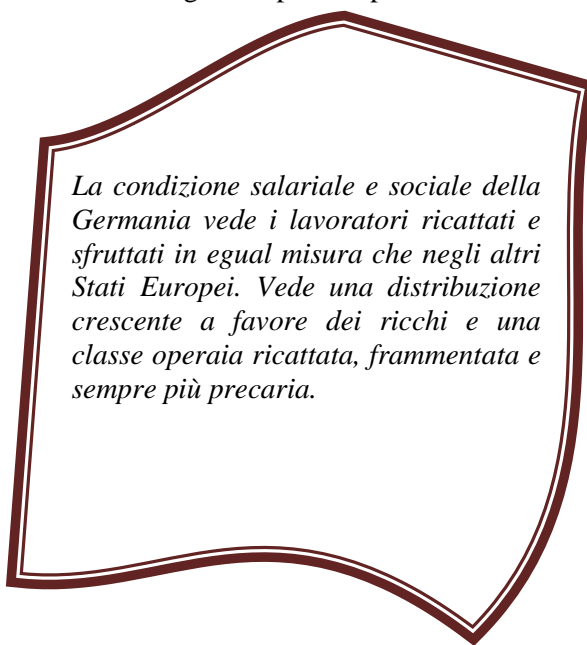 La condizione salariale e sociale della
Germania vede i lavoratori ricattati e
sfruttati in egual misura che negli altri
Stati Europei. Vede una distribuzione
crescente a favore dei ricchi e una
classe operaia ricattata, frammentata e
sempre più precaria.